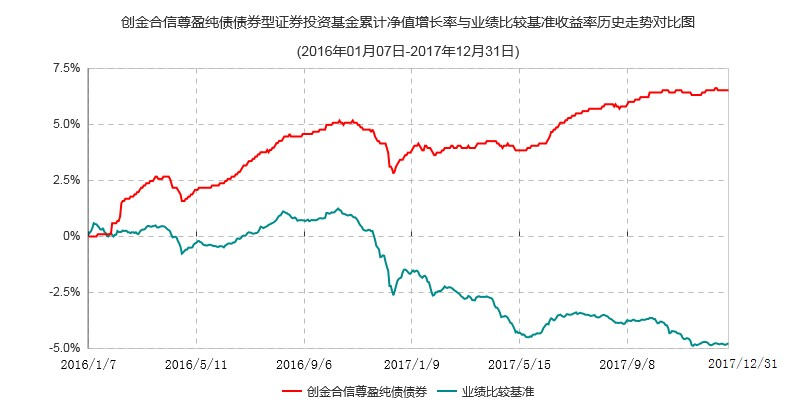 创金合信尊盈纯债债券型证券投资基金累计净值增长率与业绩比较基准收益率历史走势对比图
(2016年01月07日-2017年12月31日)
7.5%
5.0%
2.5%
0%
-2.5%
-5.0%
2016/1/7 2016/5/11 2016/9/6 2017/1/9 2017/5/15 2017/9/8 2017/12/31
创金合信尊盈纯债债券 业绩比较基准